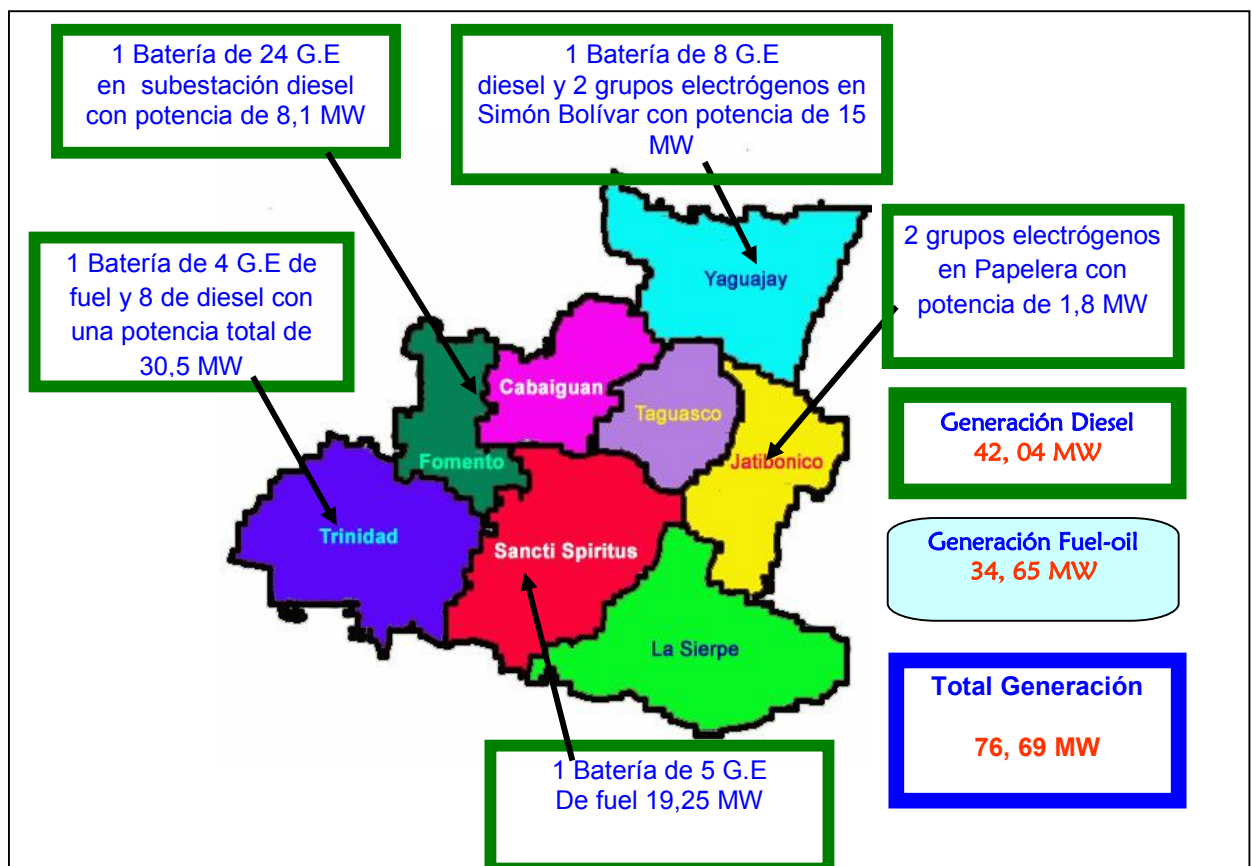 1 Batería de 24 G.E
en subestación diesel
con potencia de 8,1 MW
1 Batería de 8 G.E
diesel y 2 grupos electrógenos en
Simón Bolívar con potencia de 15
MW
1 Batería de 4 G.E de
fuel y 8 de diesel con
una potencia total de
30,5 MW
2 grupos electrógenos
en Papelera con
potencia de 1,8 MW
Yaguajay
Cabaiguan
Taguasco
Fomento
Jatibonico
Trinidad
Sancti Spiritus
La Sierpe
Generación Diesel
42, 04 MW
Generación Fuel-oil
34, 65 MW
Total Generación
76, 69 MW
1 Batería de 5 G.E
De fuel 19,25 MW